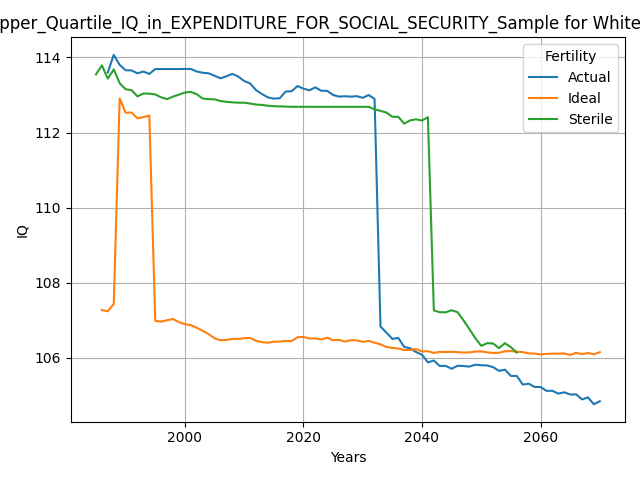 pper_Quartile_IQ_in_EXPENDITURE_FOR_SOCIAL_SECURITY_Sample for White
Fertility
Actual
Ideal
Sterile
IQ
114
112
110
108
106
2000
2020
2040
2060
Years